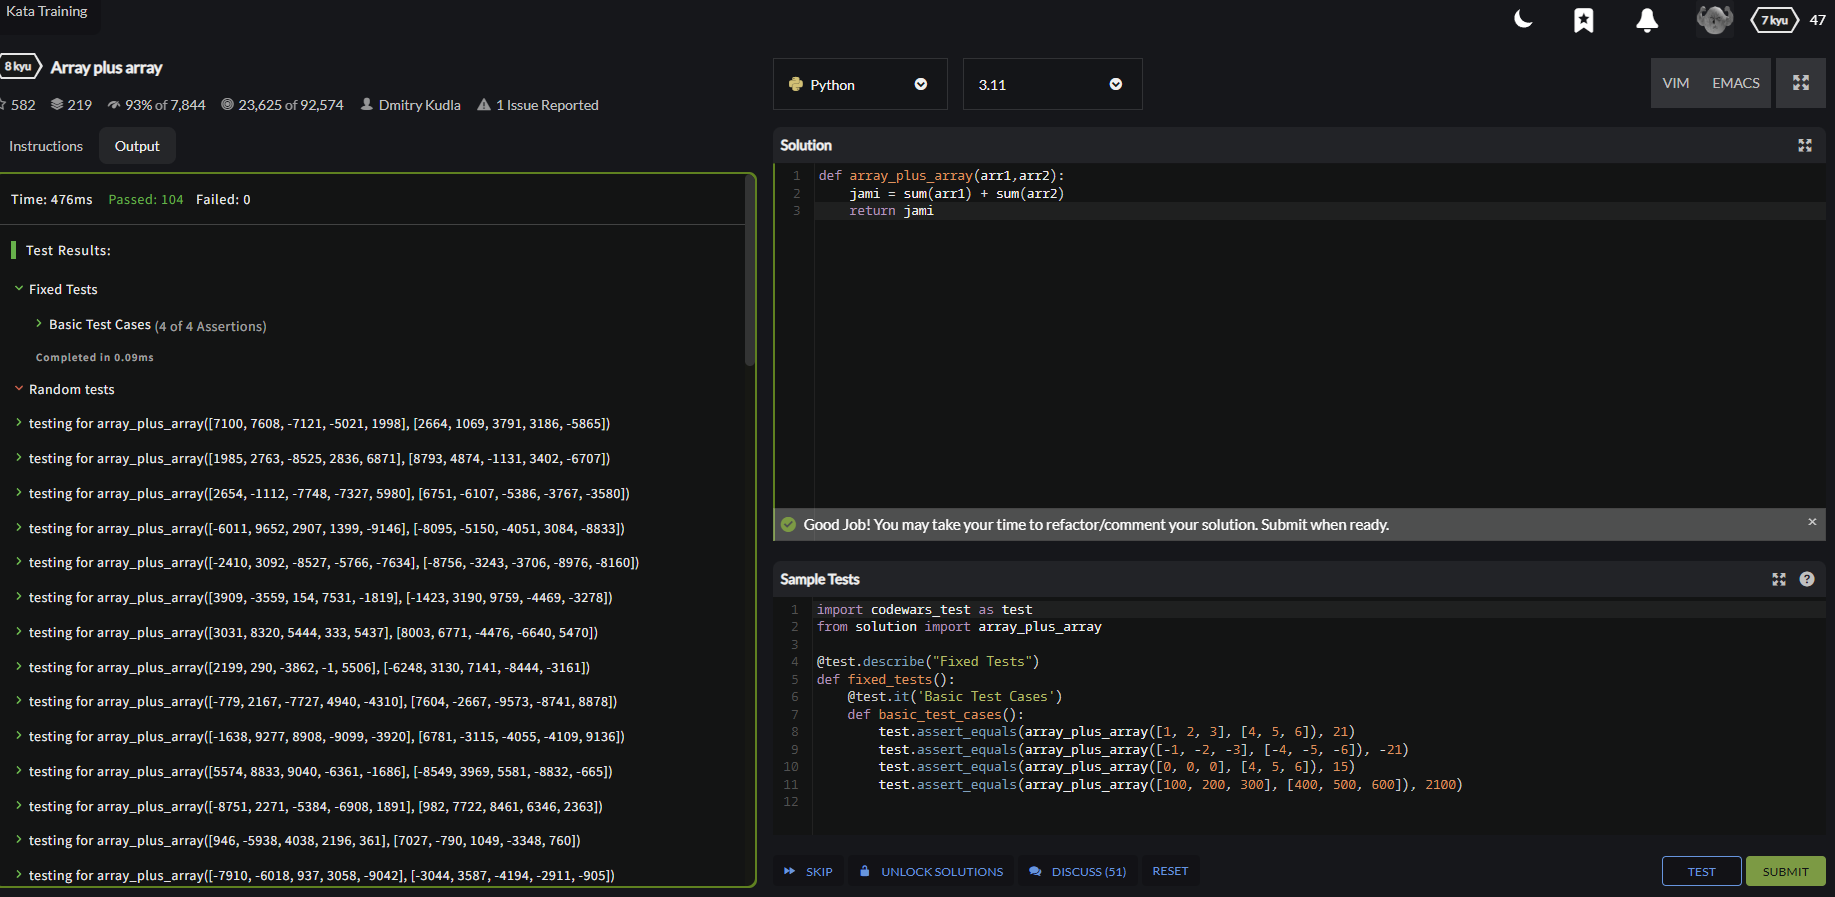 Kata Training
7 kyu 47
8 kyu Array plus array
582 219 93% of 7,844 23,625 of 92,574 Dmitry Kudla 1 Issue Reported
Instructions Output
Time: 476ms Passed: 104 Failed: 0
Test Results:
Fixed Tests
Basic Test Cases (4 of 4 Assertions)
Completed in 0.09ms
Random tests
testing for array_plus_array([7100, 7608, -7121, -5021, 1998], [2664, 1069, 3791, 3186, -5865])
testing for array_plus_array([1985, 2763, -8525, 2836, 6871], [8793, 4874, -1131, 3402, -6707])
testing for array_plus_array([2654, -1112, -7748, -7327, 5980], [6751, -6107, -5386, -3767, -3580])
testing for array_plus_array([-6011, 9652, 2907, 1399, -9146], [-8095, -5150, -4051, 3084, -8833])
testing for array_plus_array([-2410, 3092, -8527, -5766, -7634], [-8756, -3243, -3706, -8976, -8160])
testing for array_plus_array([3909, -3559, 154, 7531, -1819], [-1423, 3190, 9759, -4469, -3278])
testing for array_plus_array([3031, 8320, 5444, 333, 5437], [8003, 6771, -4476, -6640, 5470])
testing for array_plus_array([2199, 290, -3862, -1, 5506], [-6248, 3130, 7141, -8444, -3161])
testing for array_plus_array([-779, 2167, -7727, 4940, -4310], [7604, -2667, -9573, -8741, 8878])
testing for array_plus_array([-1638, 9277, 8908, -9099, -3920], [6781, -3115, -4055, -4109, 9136])
testing for array_plus_array([5574, 8833, 9040, -6361, -1686], [-8549, 3969, 5581, -8832, -665])
testing for array_plus_array([-8751, 2271, -5384, -6908, 1891], [982, 7722, 8461, 6346, 2363])
testing for array_plus_array([946, -5938, 4038, 2196, 361], [7027, -790, 1049, -3348, 760])
testing for array_plus_array([-7910, -6018, 937, 3058, -9042], [-3044, 3587, -4194, -2911, -905])
Python 3.11 VIM EMACS
Solution
1 def array_plus_array(arr1,arr2):
2 jami = sum(arr1) + sum(arr2)
3 return jami
Good Job! You may take your time to refactor/comment your solution. Submit when ready. ×
Sample Tests ?
1 import codewars_test as test
2 from solution import array_plus_array
3
4 @test.describe("Fixed Tests")
5 def fixed_tests():
6 @test.it('Basic Test Cases')
7 def basic_test_cases():
8 test.assert_equals(array_plus_array([1, 2, 3], [4, 5, 6]), 21)
9 test.assert_equals(array_plus_array([-1, -2, -3], [-4, -5, -6]), -21)
10 test.assert_equals(array_plus_array([0, 0, 0], [4, 5, 6]), 15)
11 test.assert_equals(array_plus_array([100, 200, 300], [400, 500, 600]), 2100)
12
SKIP UNLOCK SOLUTIONS DISCUSS (51) RESET TEST SUBMIT